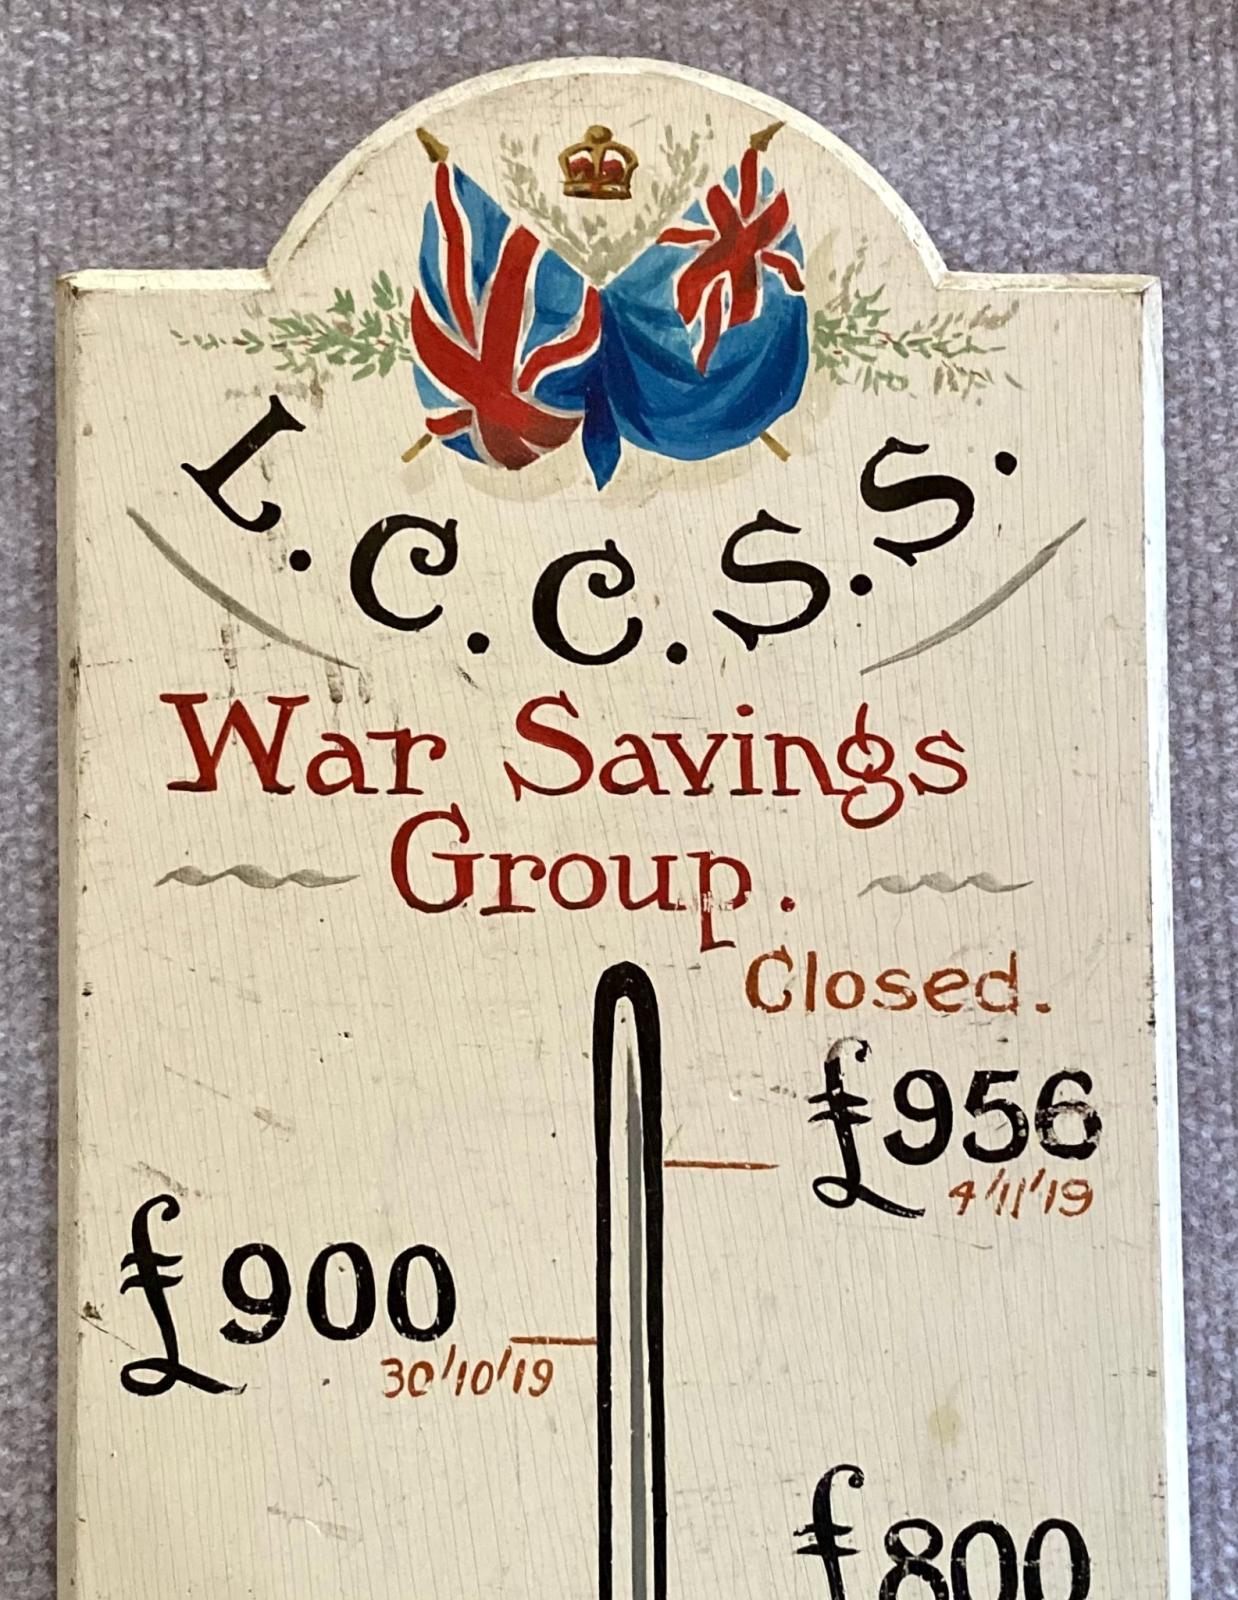 L.C.C.S.S.
War Savings
Group.
Closed.
£956
4/11/19
£900
30/10/19
£800